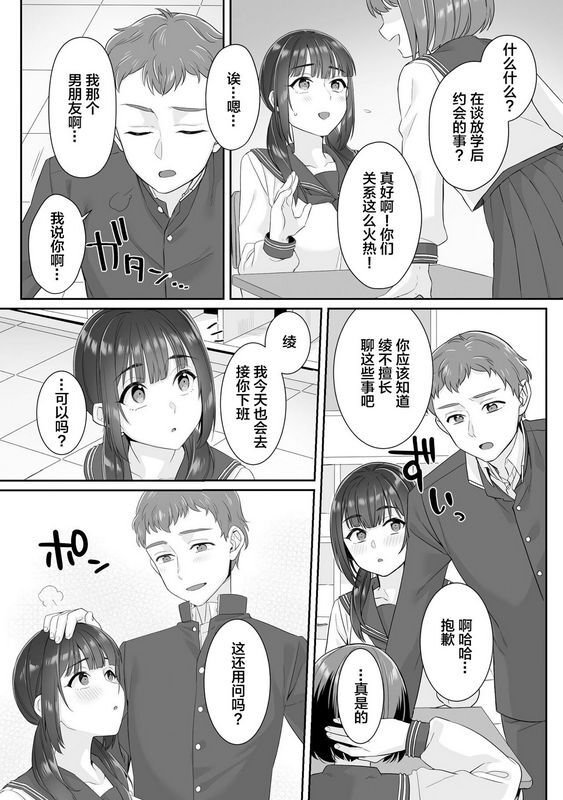 什么什么?
在谈放学后
约会的事?
真好啊!你们
关系这么火热!
诶…
…嗯…
我那个
男朋友啊…
我说你啊…
ガタン
你应该知道
绫不擅长
聊这些事吧
ずいっ
啊哈哈…
抱歉
…真是的
绫
我今天也会去
接你下班
…可以吗?
ポン
这还用问吗?